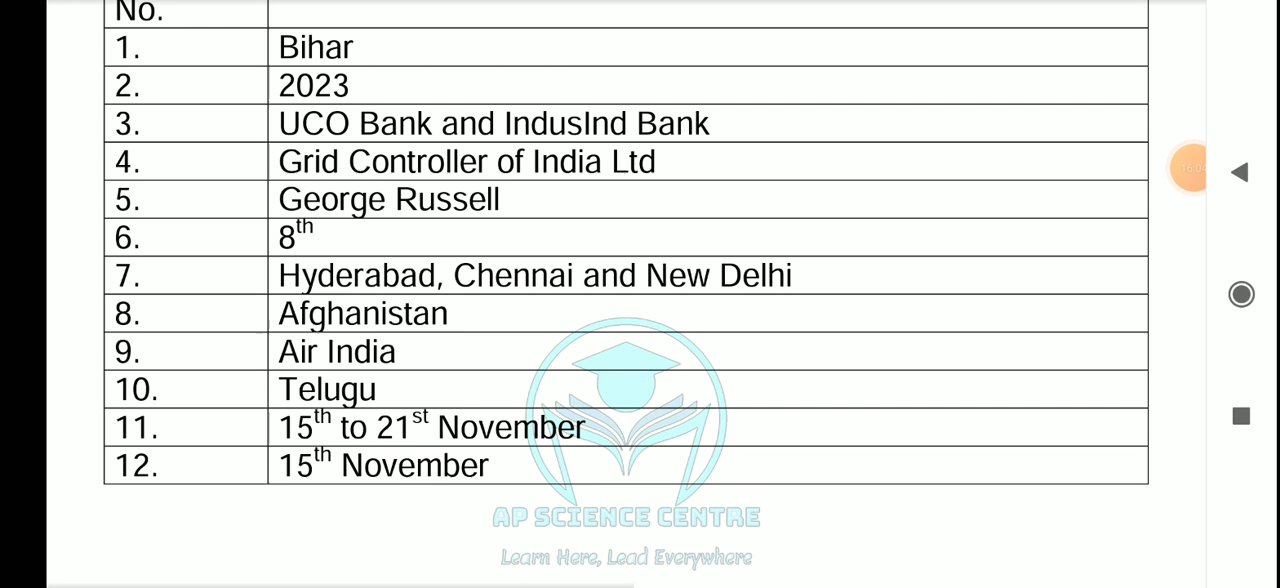 No.
1. Bihar
2. 2023
3. UCO Bank and IndusInd Bank
4. Grid Controller of India Ltd
5. George Russell
6. 8th
7. Hyderabad, Chennai and New Delhi
8. Afghanistan
9. Air India
10. Telugu
11. 15th to 21st November
12. 15th November
AP SCIENCE CENTRE
Learn Here, Lead Everywhere